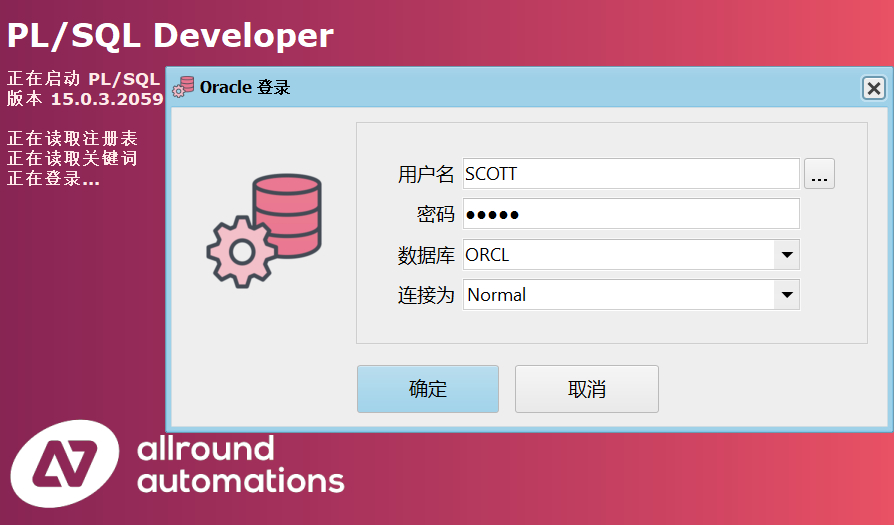 PL/SQL Developer
正在启动 PL/SQL
版本 15.0.3.2059
正在读取注册表
正在读取关键词
正在登录...
Oracle 登录
用户名 SCOTT ...
密码 ●●●●●
数据库 ORCL
连接为 Normal
确定 取消
allround
automations